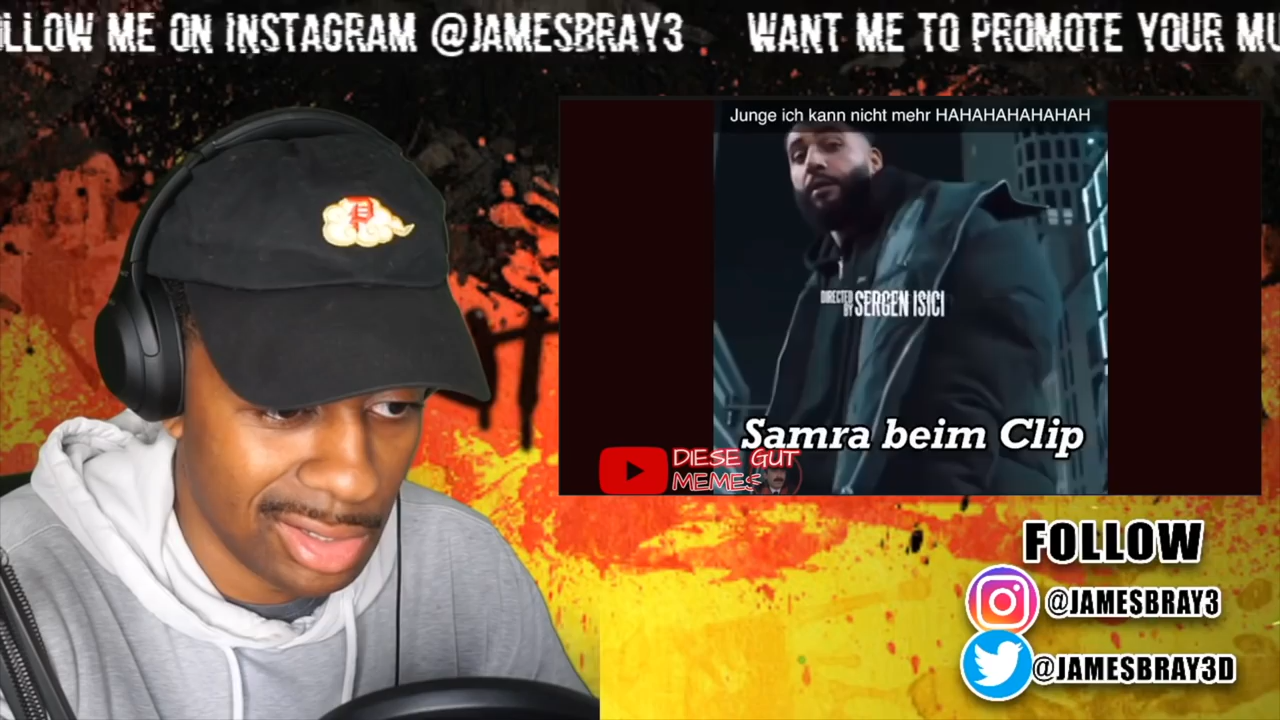 LLOW ME ON INSTAGRAM @JAMESBRAY3 WANT ME TO PROMOTE YOUR MU
Junge ich kann nicht mehr HAHAHAHAHAHAH
DIRECTED BY SERGEN ISICI
Samra beim Clip
DIESE GUT
MEMES
FOLLOW
@JAMESBRAY3
@JAMESBRAY3D